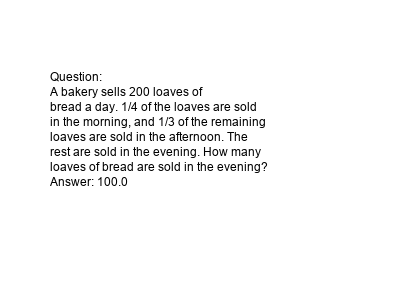 Question:
A bakery sells 200 loaves of
bread a day. 1/4 of the loaves are sold
in the morning, and 1/3 of the remaining
loaves are sold in the afternoon. The
rest are sold in the evening. How many
loaves of bread are sold in the evening?
Answer: 100.0